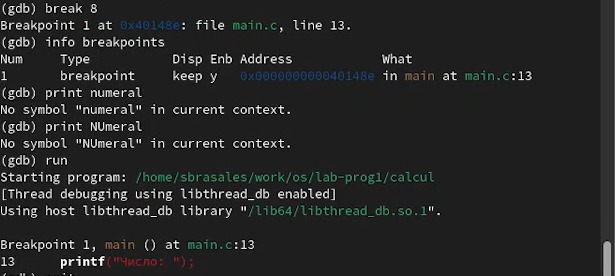 (gdb) break 8
Breakpoint 1 at 0x40148e: file main.c, line 13.
(gdb) info breakpoints
Num     Type           Disp Enb Address            What
1       breakpoint     keep y   0x000000000040148e in main at main.c:13
(gdb) print numeral
No symbol "numeral" in current context.
(gdb) print NUmeral
No symbol "NUmeral" in current context.
(gdb) run
Starting program: /home/sbrasales/work/os/lab-prog1/calcul
[Thread debugging using libthread_db enabled]
Using host libthread_db library "/lib64/libthread_db.so.1".
Breakpoint 1, main () at main.c:13
13      printf("Число: ");